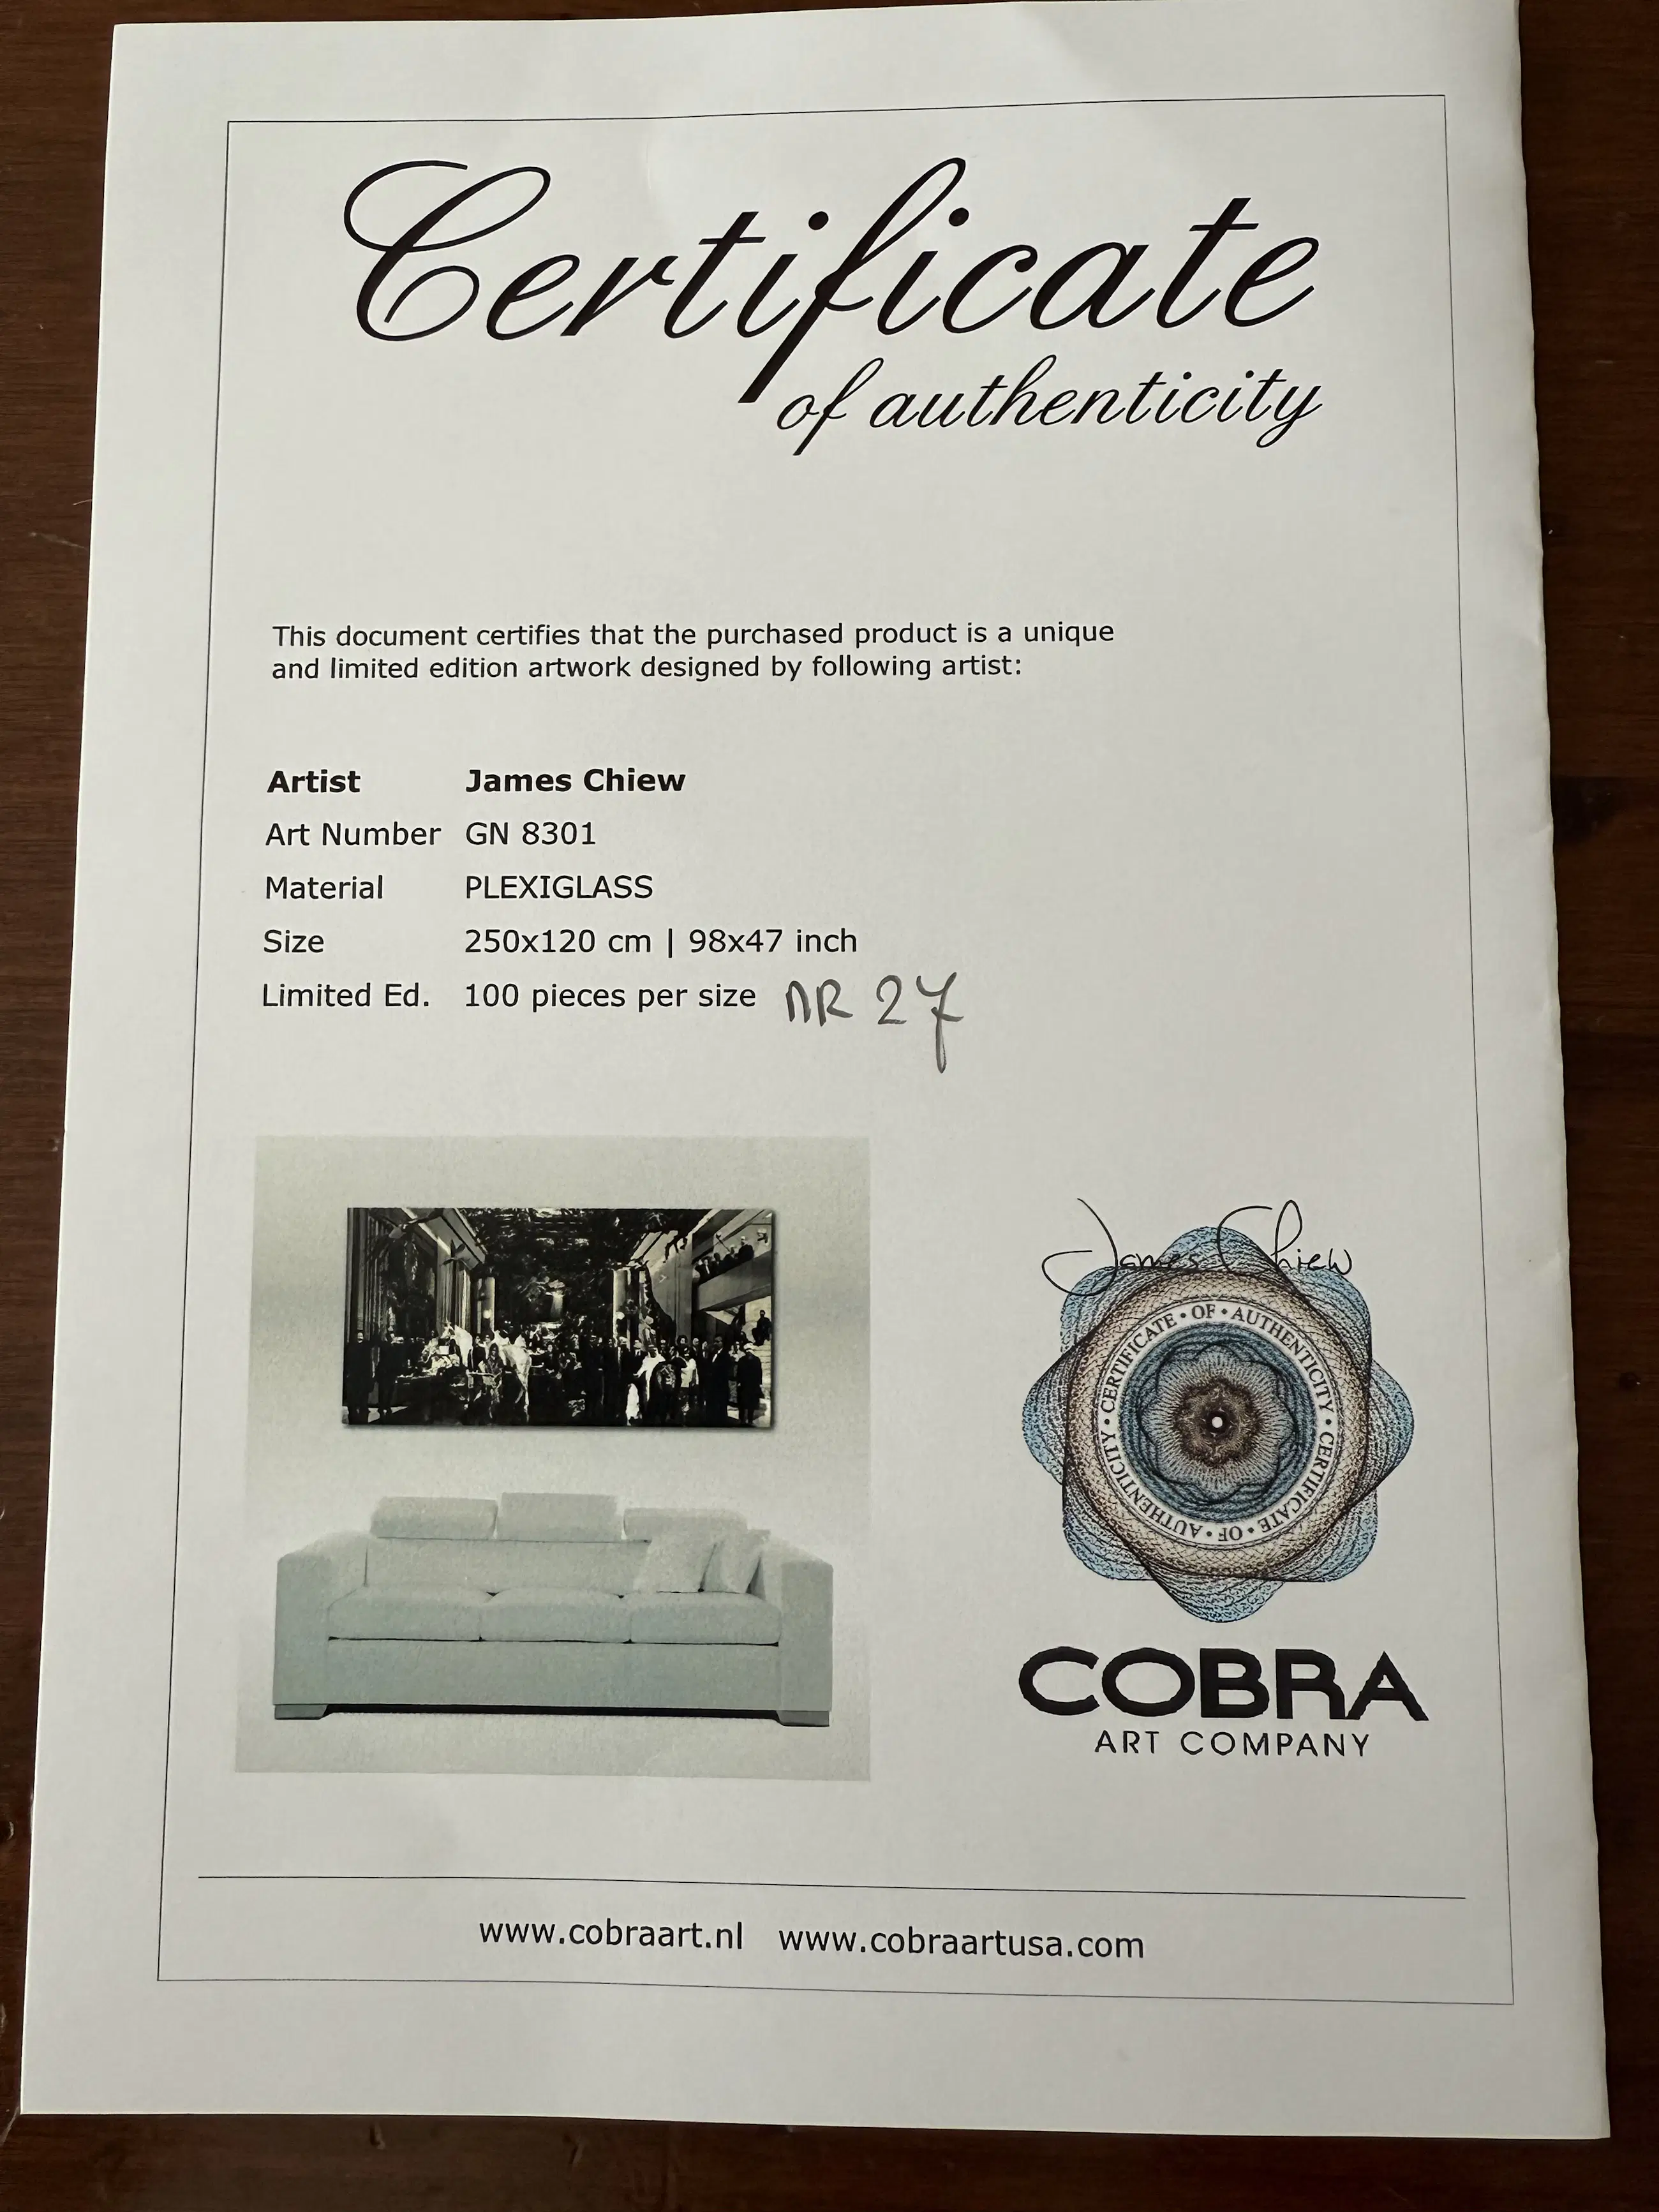 Certificate
of authenticity
This document certifies that the purchased product is a unique
and limited edition artwork designed by following artist:
Artist James Chiew
Art Number GN 8301
Material PLEXIGLASS
Size 250x120 cm | 98x47 inch
Limited Ed. 100 pieces per size NR 27
James Chiew
CERTIFICATE • OF • AUTHENTICITY • CERTIFICATE • OF • AUTHENTICITY •
COBRA
ART COMPANY
www.cobraart.nl www.cobraartusa.com